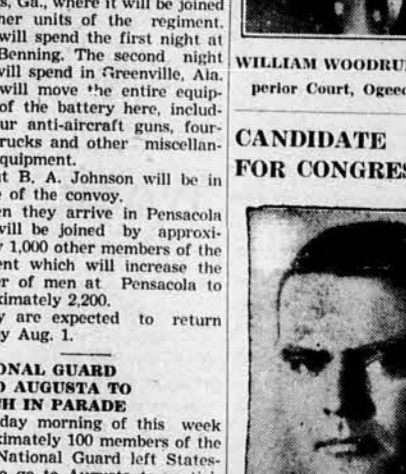 s, Ga., where it will be joined
her units of the regiment.
will spend the first night at
Benning. The second night
will spend in Greenville, Ala.
will move the entire equip-
of the battery here, includ-
ur anti-aircraft guns, four-
rucks and other miscellan-
quipment.
t B. A. Johnson will be in
e of the convoy.
en they arrive in Pensacola
will be joined by approxi-
y 1,000 other members of the
ent which will increase the
er of men at Pensacola to
ximately 2,200.
y are expected to return
y Aug. 1.
ONAL GUARD
O AUGUSTA TO
H IN PARADE
day morning of this week
ximately 100 members of the
National Guard left States-
WILLIAM WOODRU
perior Court, Ogeec
CANDIDATE
FOR CONGRES